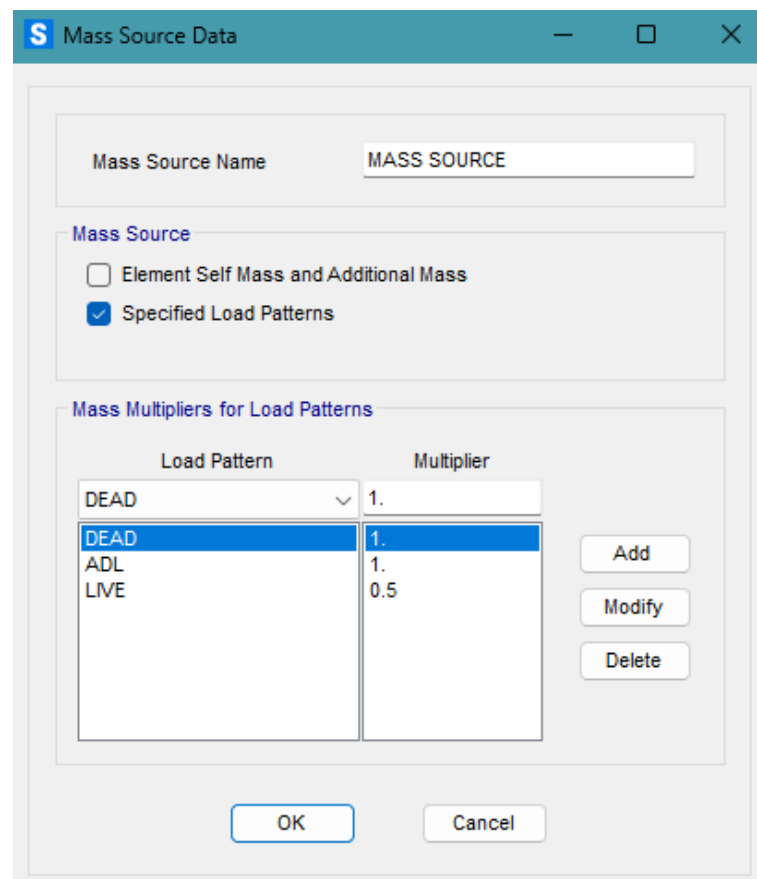 S Mass Source Data
Mass Source Name MASS SOURCE
Mass Source
Element Self Mass and Additional Mass
Specified Load Patterns
Mass Multipliers for Load Patterns
Load Pattern Multiplier
DEAD 1.
DEAD 1.
ADL 1.
LIVE 0.5
Add
Modify
Delete
OK Cancel